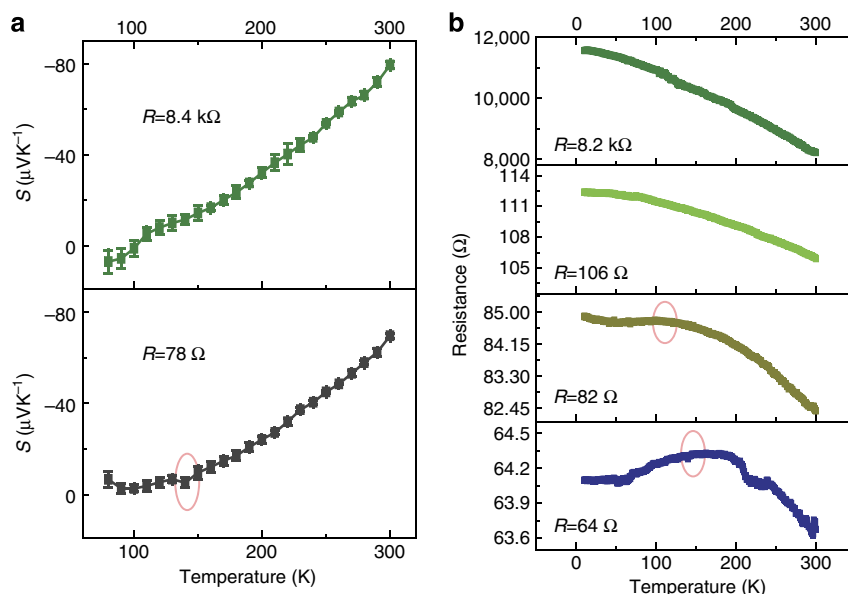 a
100 200 300
−80
−40
0
S (μVK⁻¹)
R=8.4 kΩ
−80
−40
0
S (μVK⁻¹)
R=78 Ω
100 200 300
Temperature (K)
b
0 100 200 300
12,000
10,000
8,000
R=8.2 kΩ
114
111
108
105
R=106 Ω
Resistance (Ω)
85.00
84.15
83.30
82.45
R=82 Ω
64.5
64.2
63.9
63.6
R=64 Ω
0 100 200 300
Temperature (K)